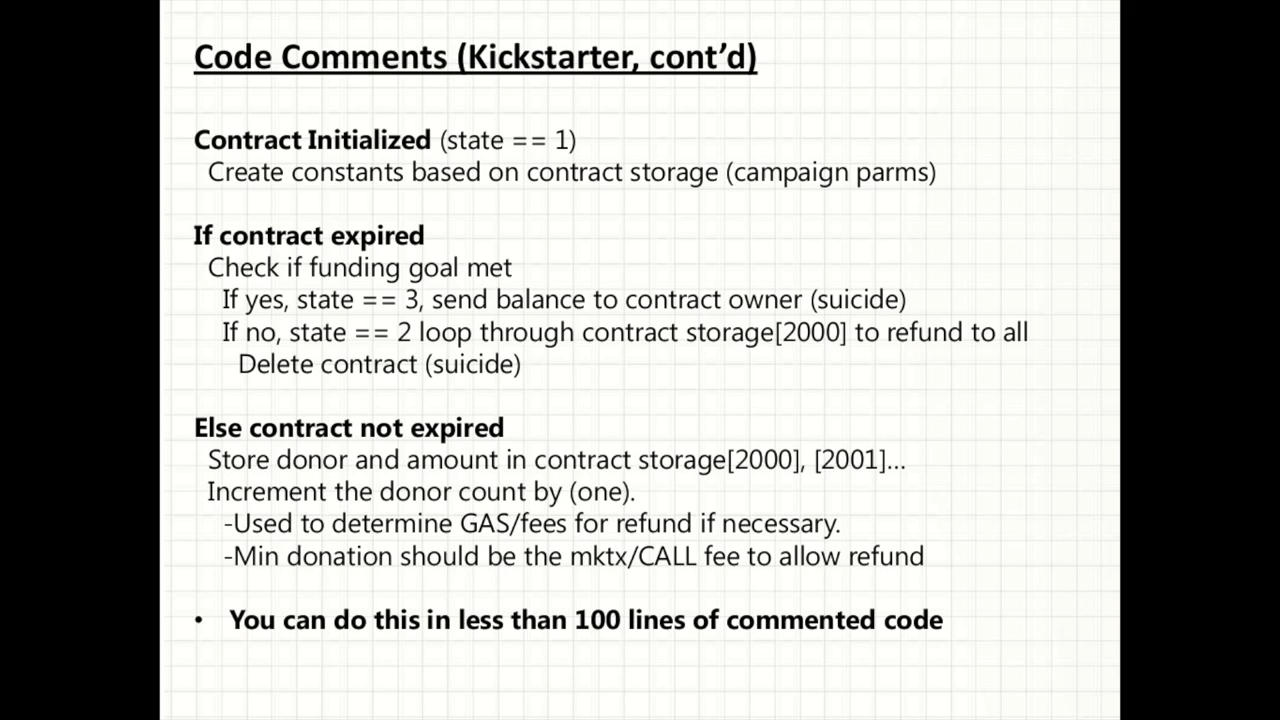 Code Comments (Kickstarter, cont’d)
Contract Initialized (state == 1)
Create constants based on contract storage (campaign parms)
If contract expired
Check if funding goal met
If yes, state == 3, send balance to contract owner (suicide)
If no, state == 2 loop through contract storage[2000] to refund to all
Delete contract (suicide)
Else contract not expired
Store donor and amount in contract storage[2000], [2001]...
Increment the donor count by (one).
-Used to determine GAS/fees for refund if necessary.
-Min donation should be the mktx/CALL fee to allow refund
• You can do this in less than 100 lines of commented code